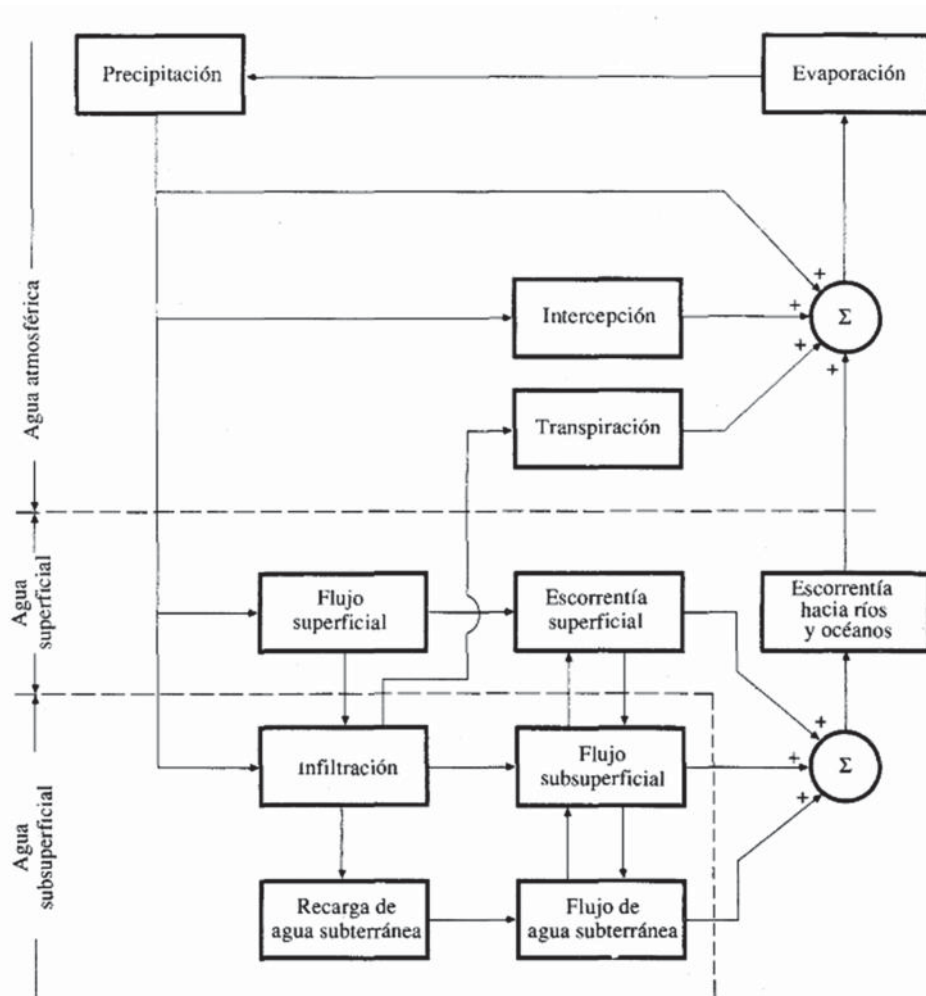 Precipitación
Evaporación
+
Intercepción
+
Σ
+
+
Transpiración
Agua atmosférica
Agua
superficial
Flujo
superficial
Escorrentía
superficial
Escorrentía
hacia ríos
y océanos
+
Infiltración
Flujo
subsuperficial
+
Σ
+
Agua
subsuperficial
Recarga de
agua subterránea
Flujo de
agua subterránea